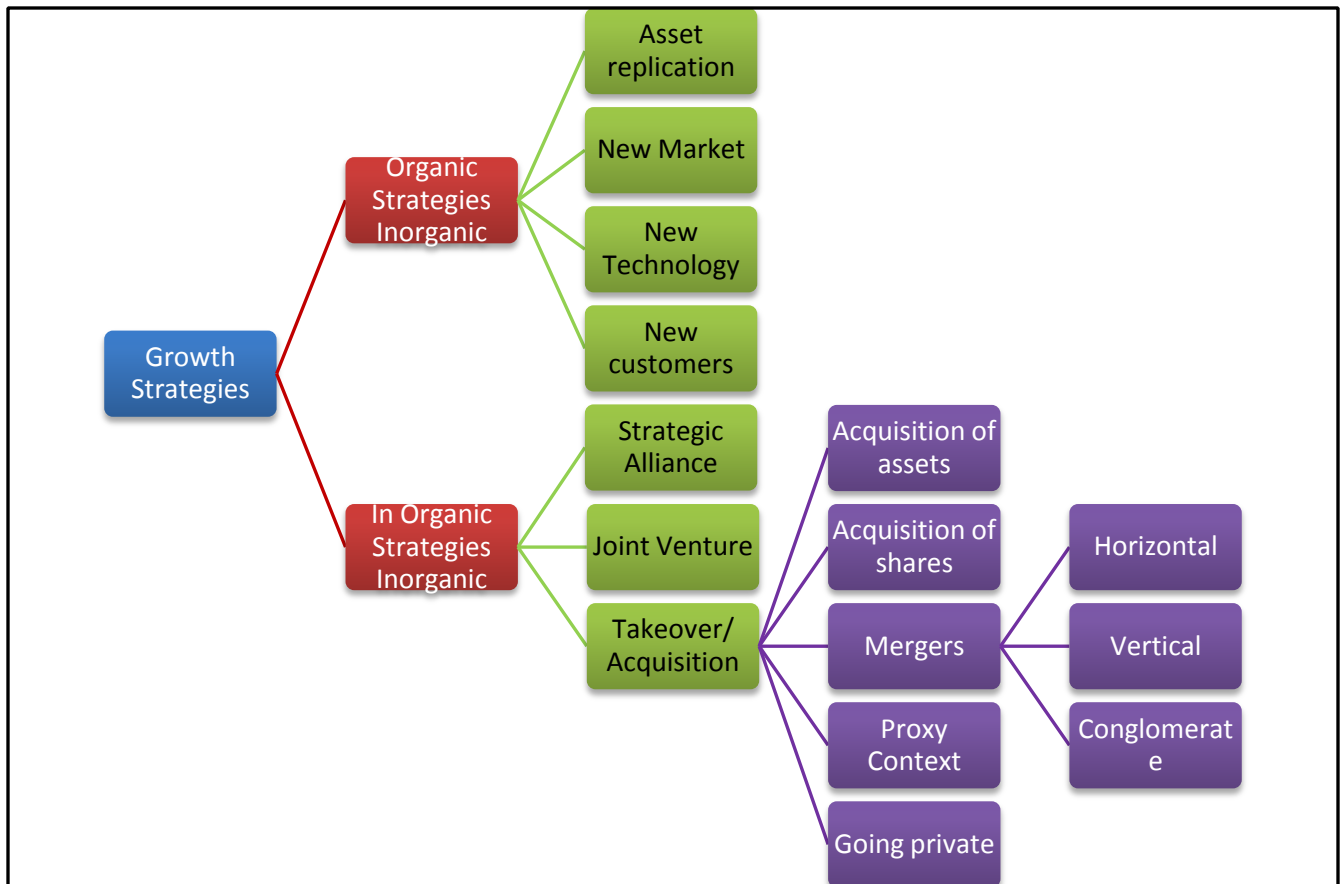 Growth
Strategies
Organic
Strategies
Inorganic
Asset
replication
New Market
New
Technology
New
customers
In Organic
Strategies
Inorganic
Strategic
Alliance
Joint Venture
Takeover/
Acquisition
Acquisition of
assets
Acquisition of
shares
Mergers
Horizontal
Vertical
Conglomerat
e
Proxy
Context
Going private